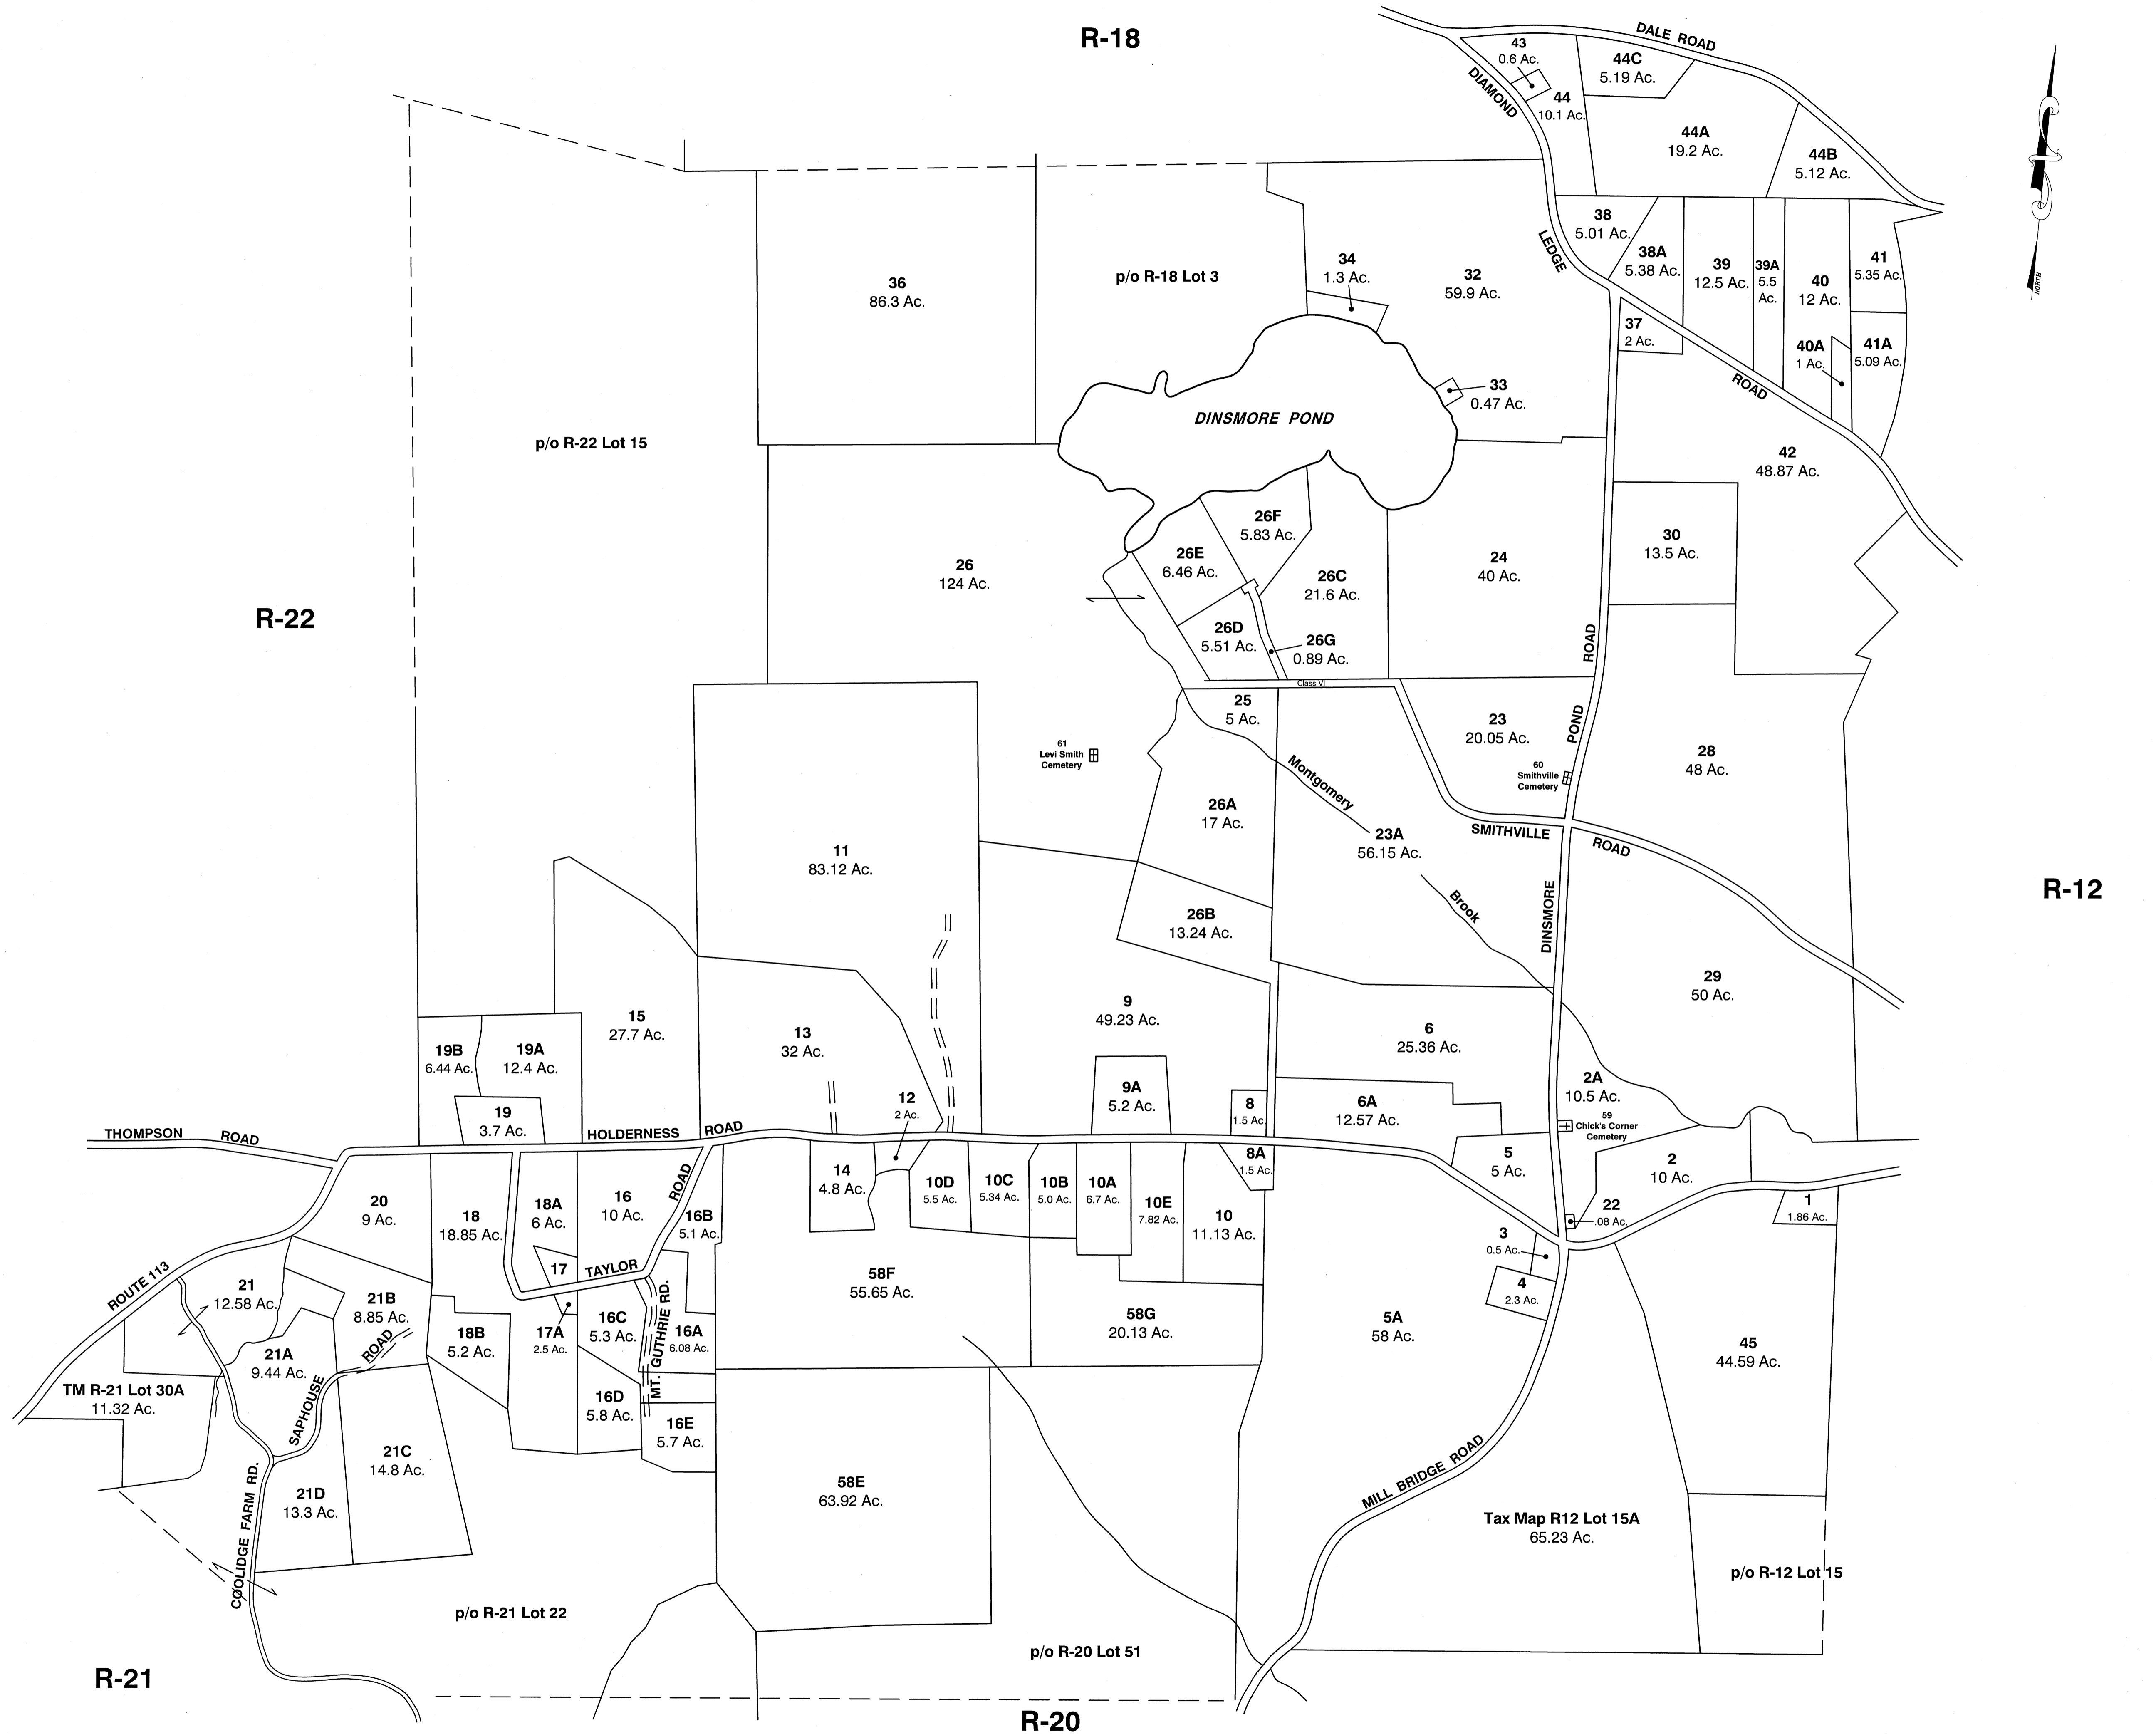 R-18
DALE ROAD
43
0.6 Ac.
44C
5.19 Ac.
DIAMOND
44
10.1 Ac.
44A
19.2 Ac.
44B
5.12 Ac.
NORTH
38
5.01 Ac.
LEDGE
38A
5.38 Ac.
39
12.5 Ac.
39A
5.5
Ac.
40
12 Ac.
41
5.35 Ac.
36
86.3 Ac.
p/o R-18 Lot 3
34
1.3 Ac.
32
59.9 Ac.
37
2 Ac.
40A
1 Ac.
41A
5.09 Ac.
ROAD
33
0.47 Ac.
DINSMORE POND
p/o R-22 Lot 15
42
48.87 Ac.
26F
5.83 Ac.
30
13.5 Ac.
26E
6.46 Ac.
26
124 Ac.
26C
21.6 Ac.
24
40 Ac.
R-22
26D
5.51 Ac.
26G
0.89 Ac.
ROAD
Class VI
25
5 Ac.
23
20.05 Ac.
POND
28
48 Ac.
61
Levi Smith
Cemetery
60
Smithville
Cemetery
Montgomery
26A
17 Ac.
23A
56.15 Ac.
SMITHVILLE
ROAD
11
83.12 Ac.
R-12
Brook
DINSMORE
26B
13.24 Ac.
29
50 Ac.
15
27.7 Ac.
9
49.23 Ac.
13
32 Ac.
6
25.36 Ac.
19B
6.44 Ac.
19A
12.4 Ac.
9A
5.2 Ac.
2A
10.5 Ac.
12
2 Ac.
8
1.5 Ac.
6A
12.57 Ac.
59
Chick's Corner
Cemetery
19
3.7 Ac.
THOMPSON
ROAD
HOLDERNESS
ROAD
14
4.8 Ac.
8A
1.5 Ac.
5
5 Ac.
2
10 Ac.
10D
5.5 Ac.
10C
5.34 Ac.
10B
5.0 Ac.
10A
6.7 Ac.
10E
7.82 Ac.
10
11.13 Ac.
20
9 Ac.
18
18.85 Ac.
18A
6 Ac.
16
10 Ac.
ROAD
16B
5.1 Ac.
22
.08 Ac.
1
1.86 Ac.
3
0.5 Ac.
ROUTE 113
17
TAYLOR
4
2.3 Ac.
21
12.58 Ac.
21B
8.85 Ac.
58F
55.65 Ac.
58G
20.13 Ac.
5A
58 Ac.
18B
5.2 Ac.
17A
2.5 Ac.
16C
5.3 Ac.
MT. GUTHRIE RD.
16A
6.08 Ac.
45
44.59 Ac.
21A
9.44 Ac.
ROAD
SAPHOUSE
TM R-21 Lot 30A
11.32 Ac.
16D
5.8 Ac.
16E
5.7 Ac.
21C
14.8 Ac.
58E
63.92 Ac.
MILL BRIDGE ROAD
21D
13.3 Ac.
COOLIDGE FARM RD.
Tax Map R12 Lot 15A
65.23 Ac.
p/o R-12 Lot 15
p/o R-21 Lot 22
p/o R-20 Lot 51
R-21
R-20